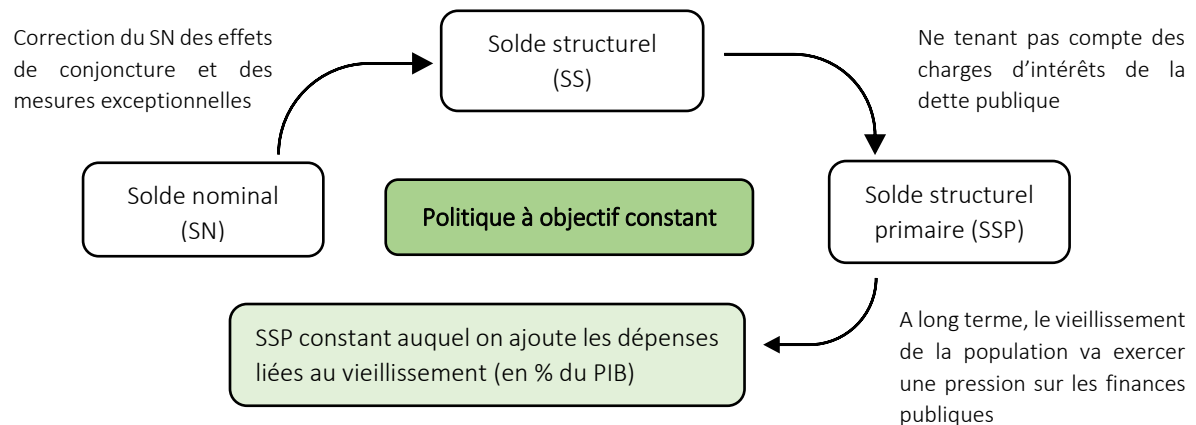 Correction du SN des effets
de conjoncture et des
mesures exceptionnelles
Solde structurel
(SS)
Ne tenant pas compte des
charges d’intérêts de la
dette publique
Solde nominal
(SN)
Politique à objectif constant
Solde structurel
primaire (SSP)
SSP constant auquel on ajoute les dépenses
liées au vieillissement (en % du PIB)
A long terme, le vieillissement
de la population va exercer
une pression sur les finances
publiques